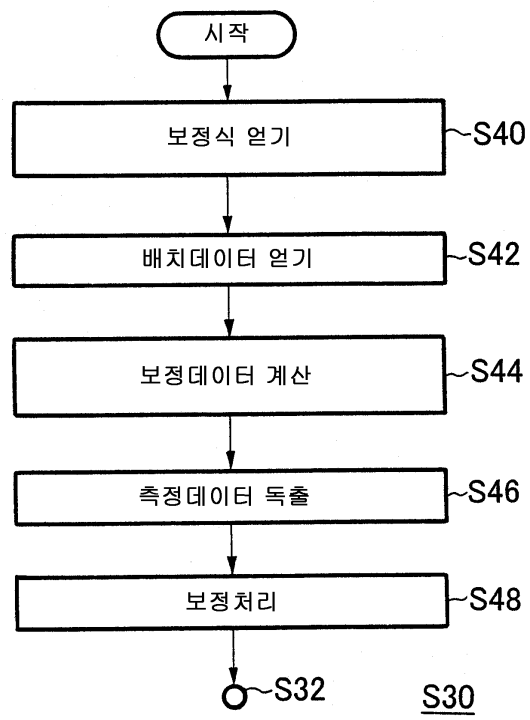 시작
보정식 얻기
S40
배치데이터 얻기
S42
보정데이터 계산
S44
측정데이터 독출
S46
보정처리
S48
S32
S30